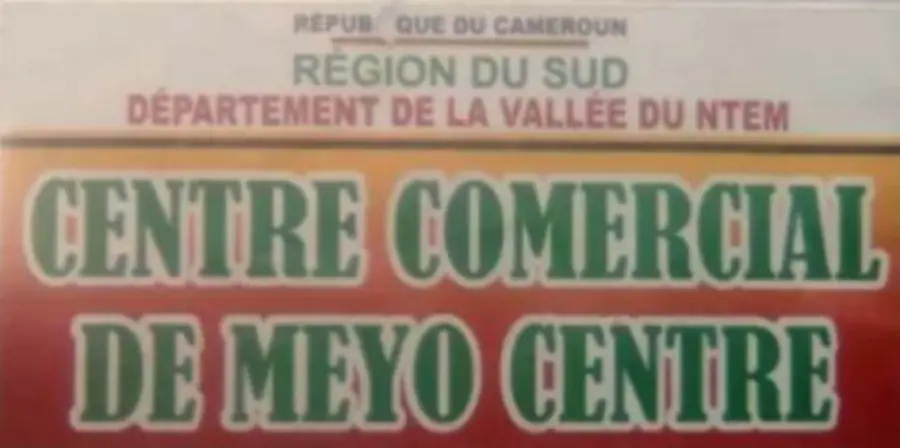 RÉPUB QUE DU CAMEROUN
RÉGION DU SUD
DÉPARTEMENT DE LA VALLÉE DU NTEM
CENTRE COMERCIAL
DE MEYO CENTRE